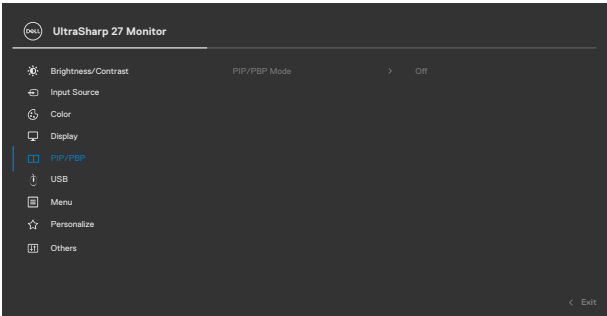 DELL UltraSharp 27 Monitor
Brightness/Contrast PIP/PBP Mode > Off
Input Source
Color
Display
PIP/PBP
USB
Menu
Personalize
Others
< Exit